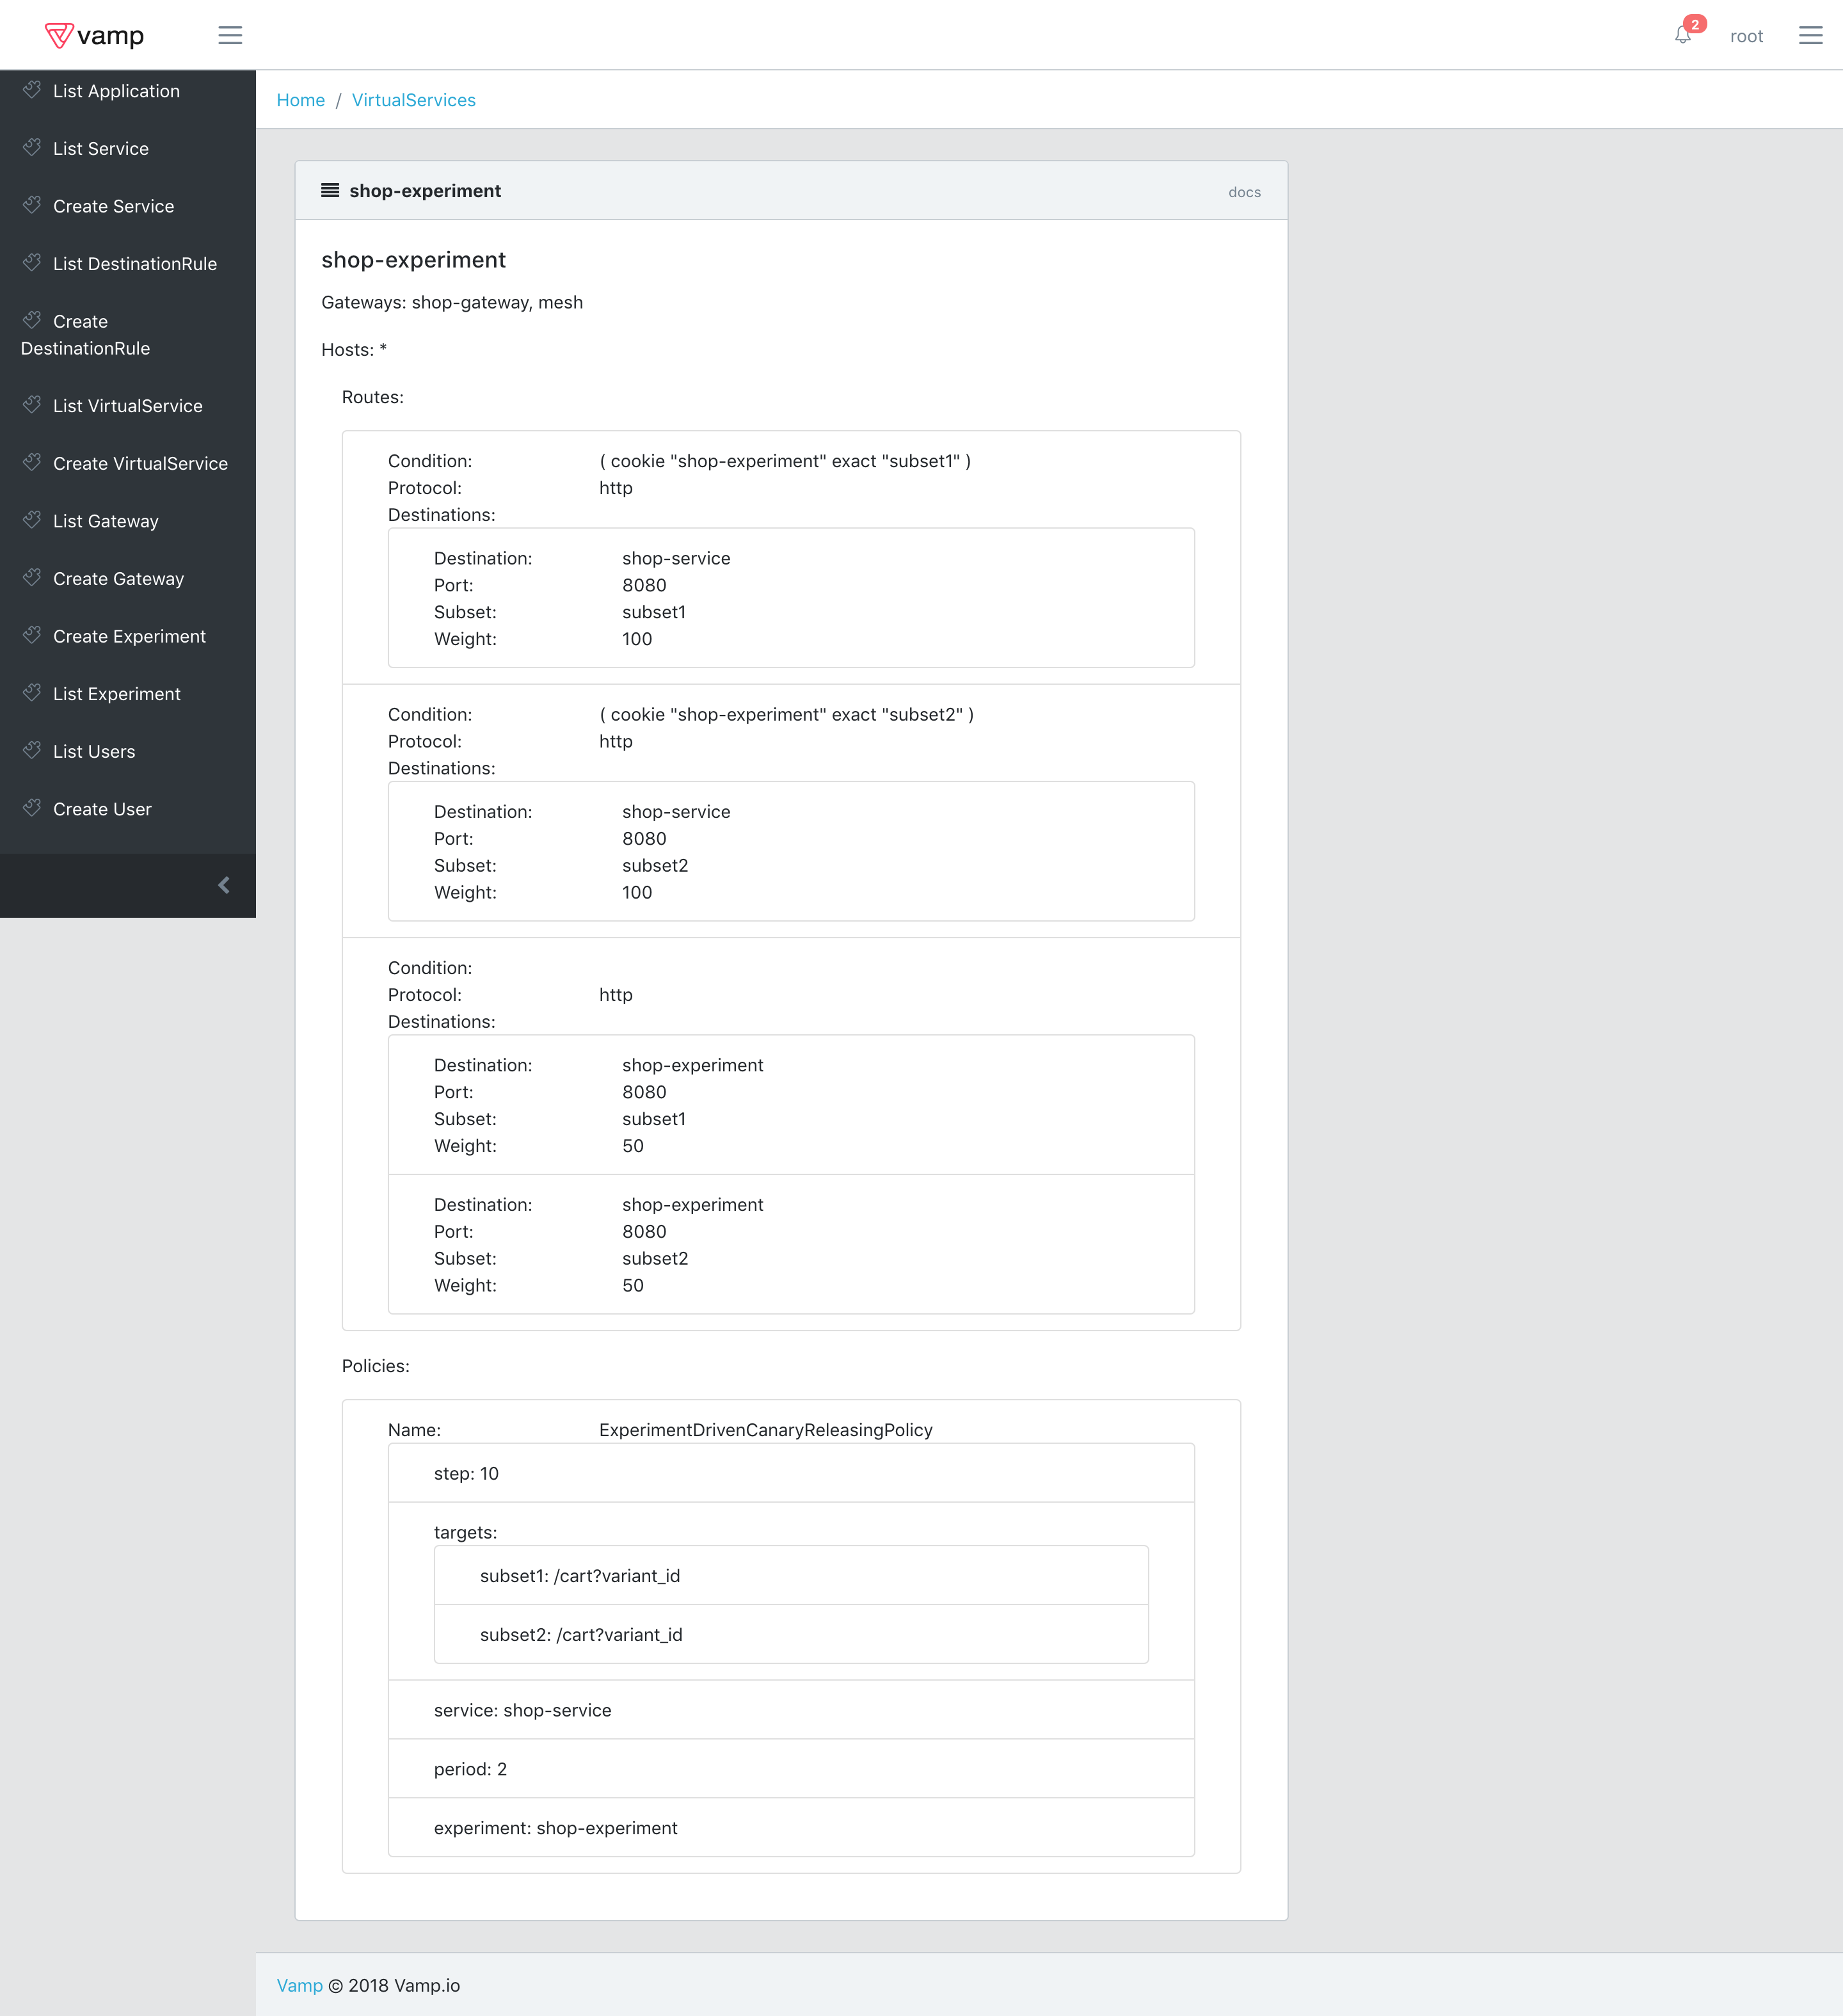 vamp
2
root
List Application
List Service
Create Service
List DestinationRule
Create
DestinationRule
List VirtualService
Create VirtualService
List Gateway
Create Gateway
Create Experiment
List Experiment
List Users
Create User
Home / VirtualServices
shop-experiment docs
shop-experiment
Gateways: shop-gateway, mesh
Hosts: *
Routes:
Condition: ( cookie "shop-experiment" exact "subset1" )
Protocol: http
Destinations:
Destination: shop-service
Port: 8080
Subset: subset1
Weight: 100
Condition: ( cookie "shop-experiment" exact "subset2" )
Protocol: http
Destinations:
Destination: shop-service
Port: 8080
Subset: subset2
Weight: 100
Condition:
Protocol: http
Destinations:
Destination: shop-experiment
Port: 8080
Subset: subset1
Weight: 50
Destination: shop-experiment
Port: 8080
Subset: subset2
Weight: 50
Policies:
Name: ExperimentDrivenCanaryReleasingPolicy
step: 10
targets:
subset1: /cart?variant_id
subset2: /cart?variant_id
service: shop-service
period: 2
experiment: shop-experiment
Vamp © 2018 Vamp.io